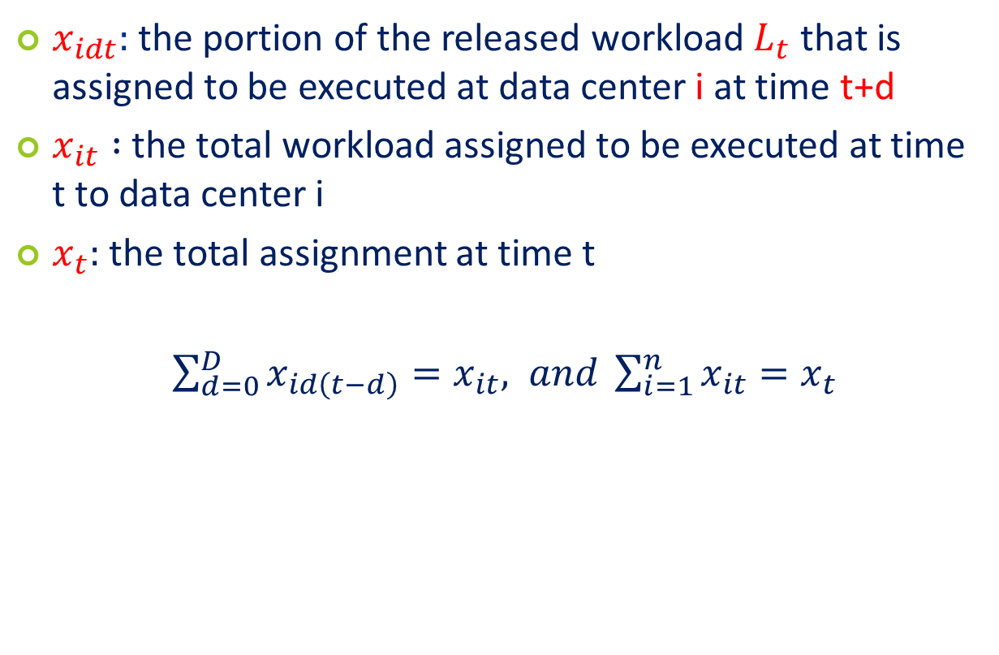 x_{idt}: the portion of the released workload L_t that is
assigned to be executed at data center i at time t+d
x_{it} : the total workload assigned to be executed at time
t to data center i
x_t: the total assignment at time t
∑_{d=0}^{D} x_{id(t−d)} = x_{it}, and ∑_{i=1}^{n} x_{it} = x_t